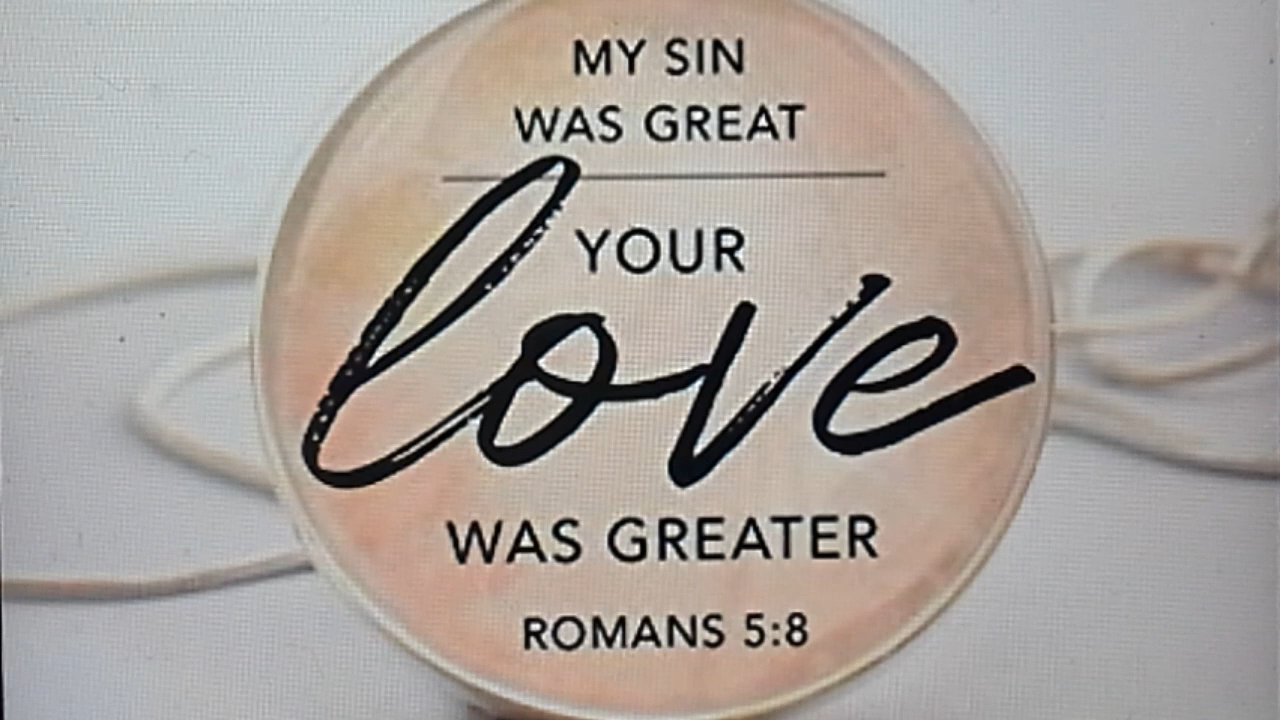 MY SIN
WAS GREAT
YOUR
love
WAS GREATER
ROMANS 5:8